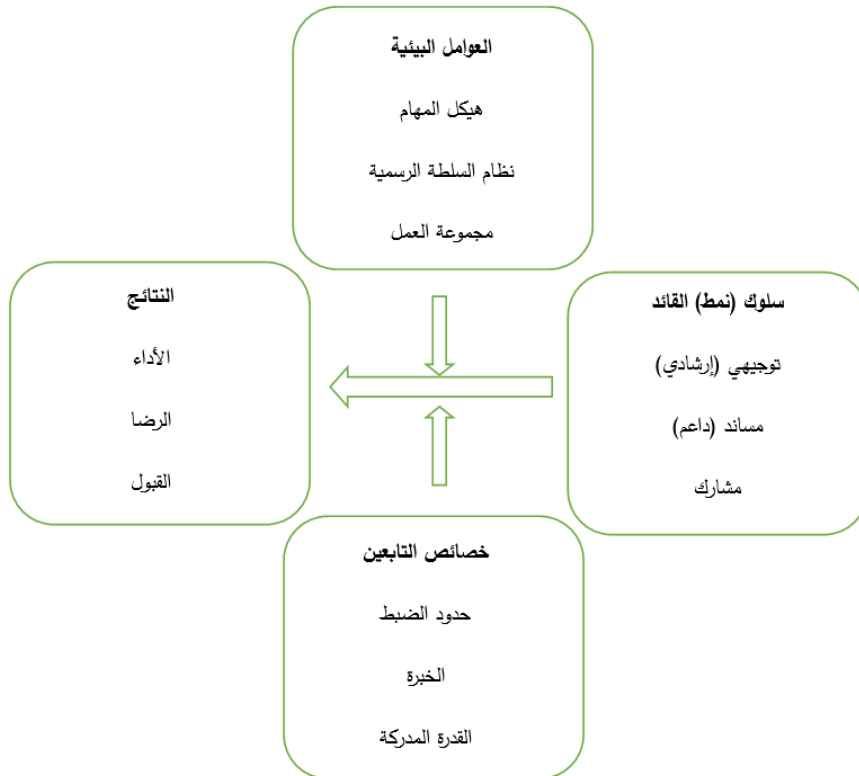 العوامل البيئية
هيكل المهام
نظام السلطة الرسمية
مجموعة العمل
سلوك (نمط) القائد
توجيهي (إرشادي)
مساند (داعم)
مشارك
النتائج
الأداء
الرضا
القبول
خصائص التابعين
حدود الضبط
الخبرة
القدرة المدركة